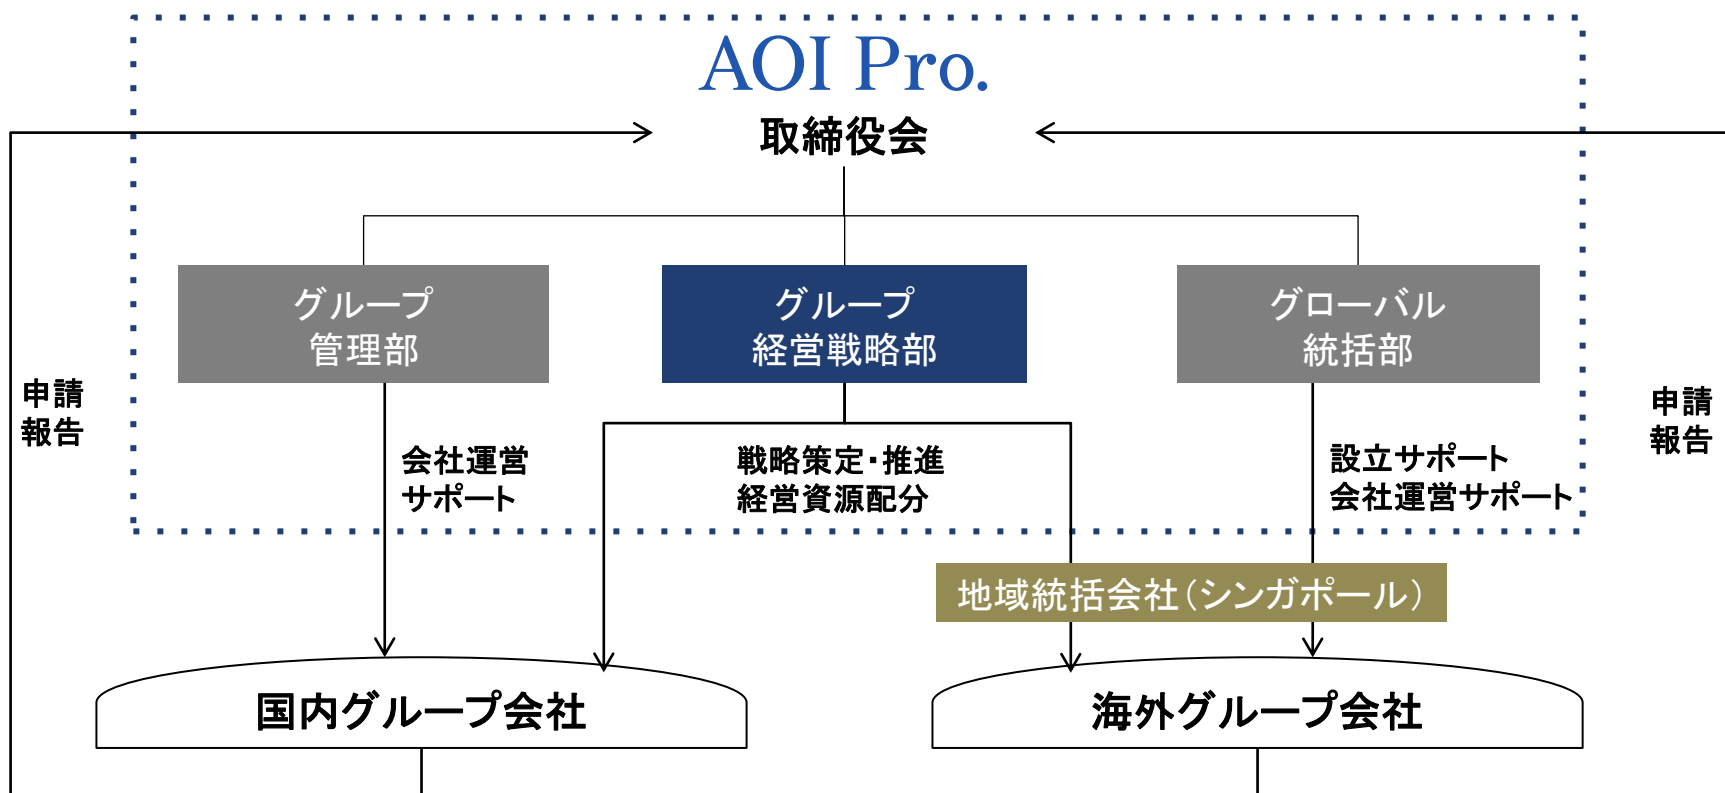 AOI Pro.
取締役会
グループ
管理部
グループ
経営戦略部
グローバル
統括部
申請
報告
申請
報告
会社運営
サポート
戦略策定・推進
経営資源配分
設立サポート
会社運営サポート
地域統括会社（シンガポール）
国内グループ会社
海外グループ会社